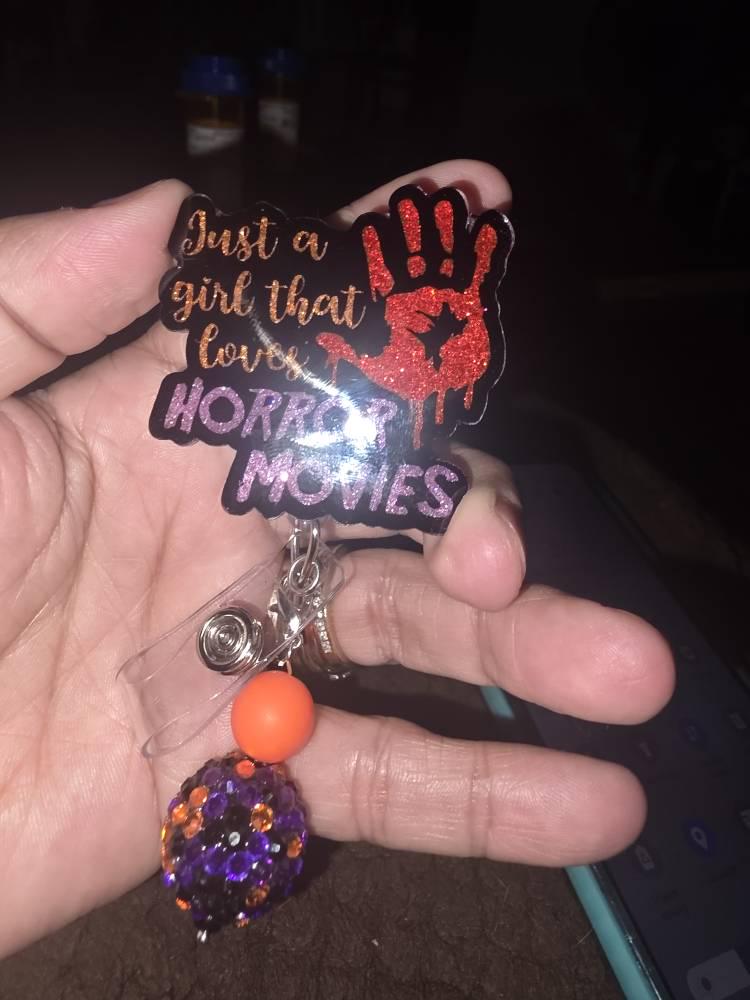 Just a
girl that
loves
HORROR
MOVIES